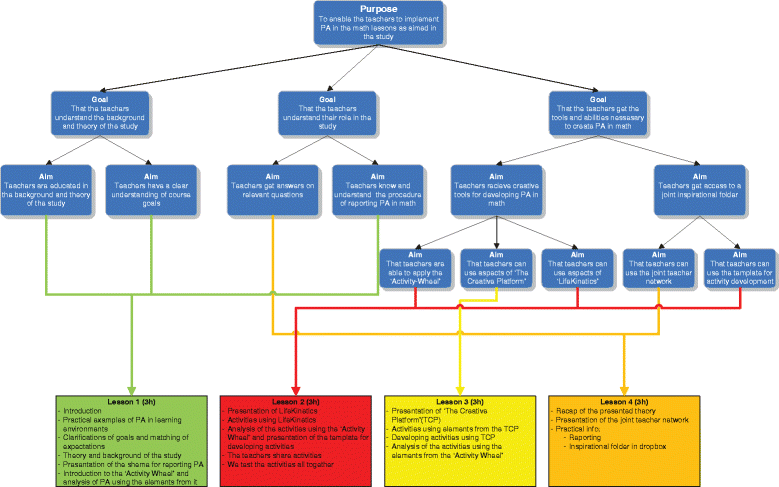 Purpose
To enable the teachers to implement
PA in the math lessons as aimed in
the study
Goal
That the teachers
understand the background
and theory of the study
Goal
That the teachers
understand their role in
the study
Goal
That the teachers get the
tools and abilities nessesary
to create PA in math
Aim
Teachers are educated in
the background and theory
of the study
Aim
Teachers have a clear
understanding of course
goals
Aim
Teachers get answers on
relevant questions
Aim
Teachers know and
understand the procedure
of reporting PA in math
Aim
Teachers recieve creative
tools for developing PA in
math
Aim
Teachers get access to a
joint inspirational folder
Aim
That teachers are
able to apply the
'Activity-Wheel'
Aim
That teachers can
use aspects of 'The
Creative Platform'
Aim
That teachers can
use aspects of
'LifeKinetics'
Aim
That teachers can
use the joint teacher
network
Aim
That teachers can
use the template for
activity development
Lesson 1 (3h)
- Introduction
- Practical examples of PA in learning
environments
- Clarifications of goals and matching of
expectations
- Theory and background of the study
- Presentation of the shema for reporting PA
- Introduction to the 'Activity Wheel' and
analysis of PA using the elements from it
Lesson 2 (3h)
- Presentation of LifeKinetics
- Activities using LifeKinetics
- Analysis of the activities using the 'Activity
Wheel' and presentation of the template for
developing activities
- The teachers share activities
- We test the activities all together
Lesson 3 (3h)
- Presentation of 'The Creative
Platform'(TCP)
- Activities using elements from the TCP
- Developing activities using TCP
- Analysis of the activities using the
elements from the 'Activity Wheel'
Lesson 4 (3h)
- Recap of the presented theory
- Presentation of the joint teacher network
- Practical info.
- Reporting
- Inspirational folder in dropbox